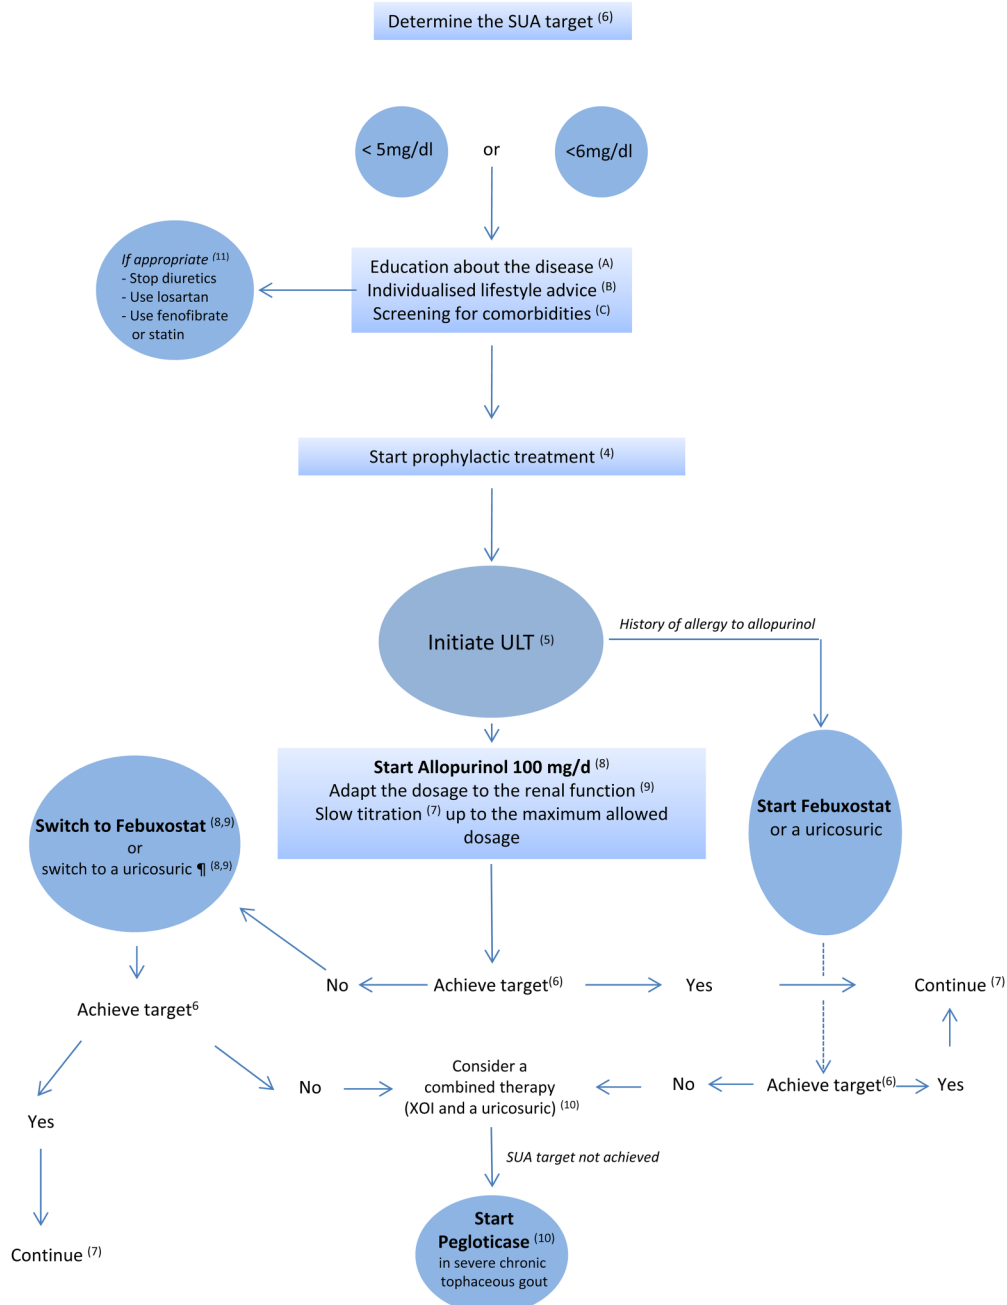 Determine the SUA target (6)
< 5mg/dl
or
<6mg/dl
If appropriate (11)
- Stop diuretics
- Use losartan
- Use fenofibrate
or statin
Education about the disease (A)
Individualised lifestyle advice (B)
Screening for comorbidities (C)
Start prophylactic treatment (4)
Initiate ULT (5)
History of allergy to allopurinol
Start Allopurinol 100 mg/d (8)
Adapt the dosage to the renal function (9)
Slow titration (7) up to the maximum allowed
dosage
Switch to Febuxostat (8,9)
or
switch to a uricosuric ¶ (8,9)
Start Febuxostat
or a uricosuric
No
Achieve target(6)
Yes
Continue (7)
Achieve target6
No
Consider a
combined therapy
(XOI and a uricosuric) (10)
No
Achieve target(6)
Yes
Yes
SUA target not achieved
Continue (7)
Start
Pegloticase (10)
in severe chronic
tophaceous gout